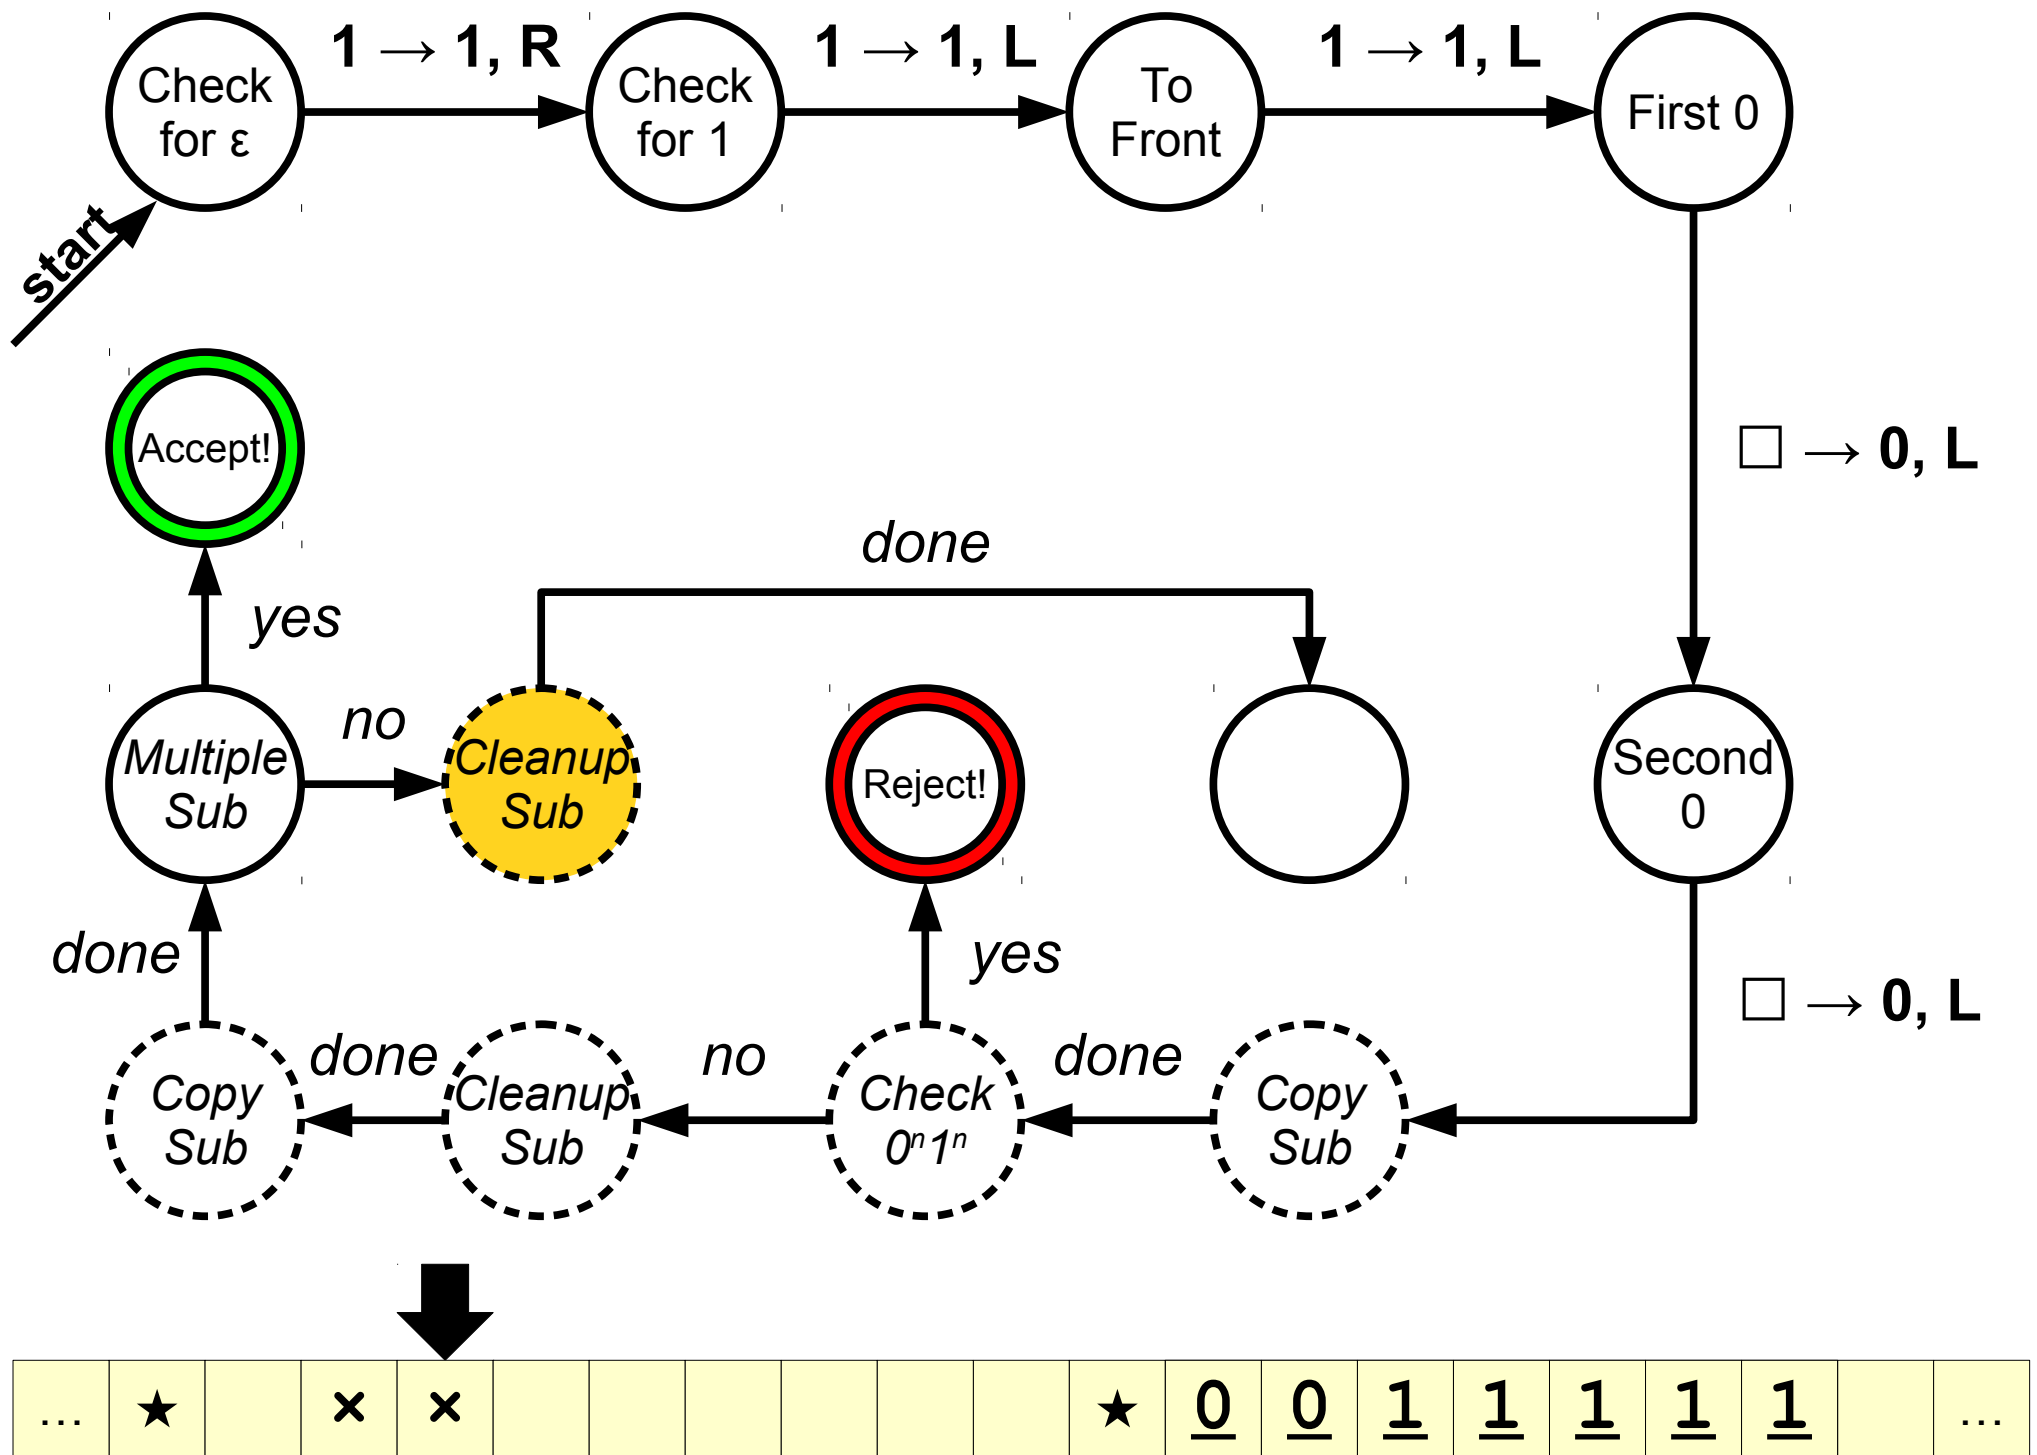 1 → 1, R
1 → 1, L
1 → 1, L
Check
for ε
Check
for 1
To
Front
First 0
start
□ → 0, L
Accept!
done
yes
no
Multiple
Sub
Cleanup
Sub
Reject!
Second
0
done
yes
□ → 0, L
done
no
done
Copy
Sub
Cleanup
Sub
Check
0ⁿ1ⁿ
Copy
Sub
… ★ × × ★ 0 0 1 1 1 1 1 …